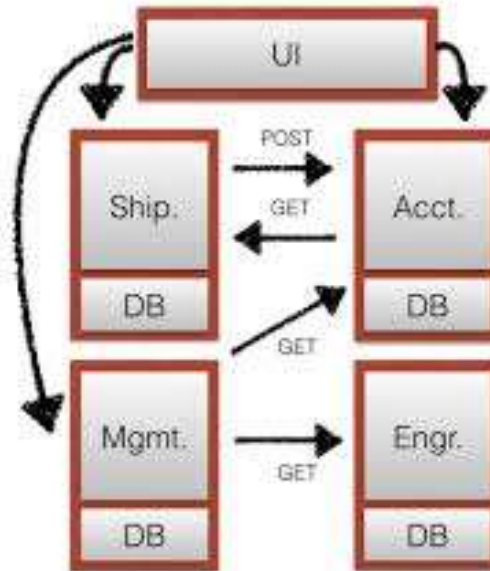 UI
POST
Ship.
GET
Acct.
DB
DB
GET
Mgmt.
Engr.
GET
DB
DB